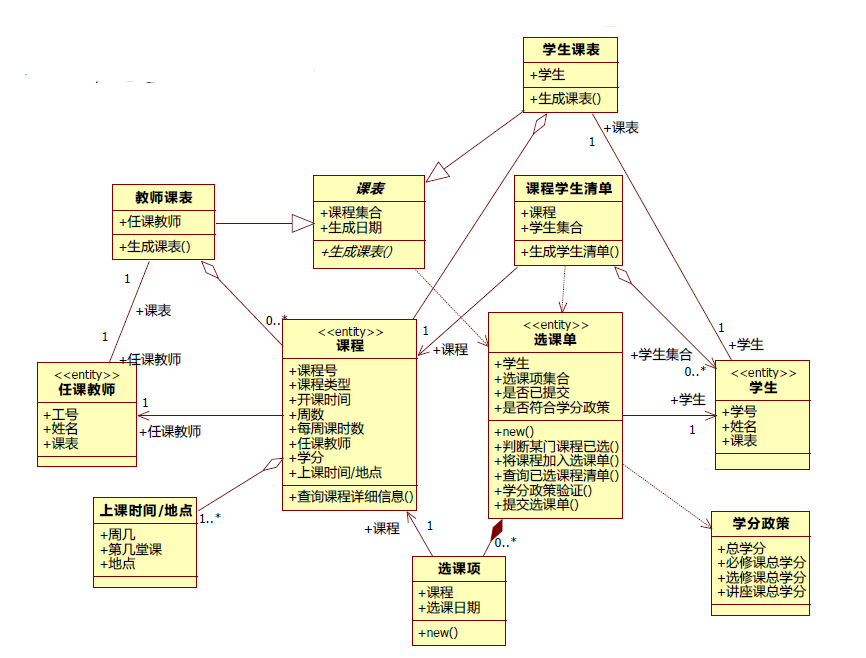 学生课表
+学生
+生成课表()
+课表
1
教师课表
+任课教师
+生成课表()
课表
+课程集合
+生成日期
+生成课表()
课程学生清单
+课程
+学生集合
+生成学生清单()
1
+课表
1
+任课教师
0..*
1
+课程
1
+学生
+学生集合
0..*
<<entity>>
任课教师
+工号
+姓名
+课表
1
+任课教师
<<entity>>
课程
+课程号
+课程类型
+开课时间
+周数
+每周课时数
+任课教师
+学分
+上课时间/地点
+查询课程详细信息()
<<entity>>
选课单
+学生
+选课项集合
+是否已提交
+是否符合学分政策
+new()
+判断某门课程已选()
+将课程加入选课单()
+查询已选课程清单()
+学分政策验证()
+提交选课单()
+学生
1
<<entity>>
学生
+学号
+姓名
+课表
上课时间/地点
+周几
+第几堂课
+地点
1..*
+课程
1
0..*
选课项
+课程
+选课日期
+new()
学分政策
+总学分
+必修课总学分
+选修课总学分
+讲座课总学分